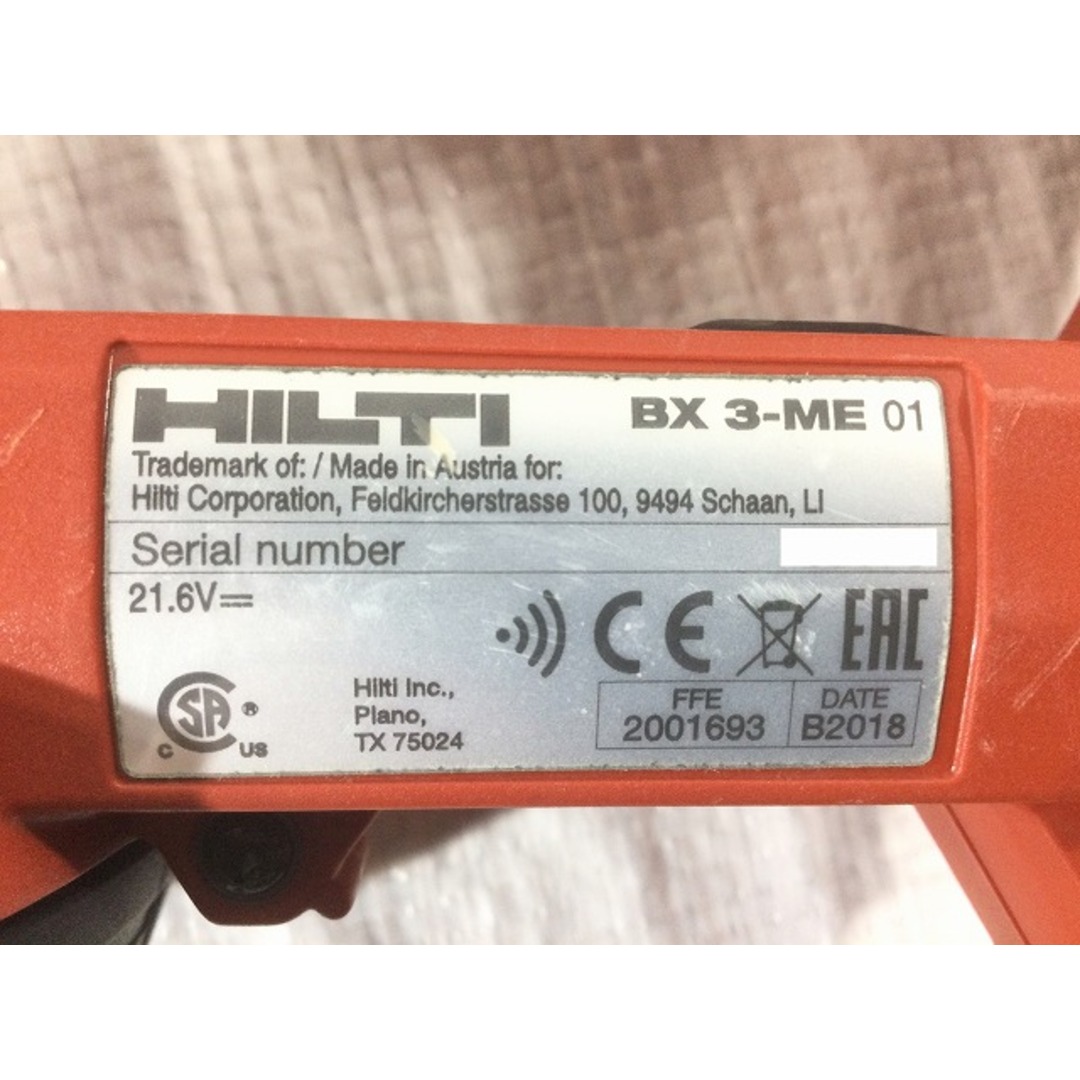 HILTI
BX 3-ME 01
Trademark of: / Made in Austria for:
Hilti Corporation, Feldkircherstrasse 100, 9494 Schaan, LI
Serial number
21.6V⎓
CE
EAC
C SA ® US
Hilti Inc.,
Plano,
TX 75024
FFE
2001693
DATE
B2018